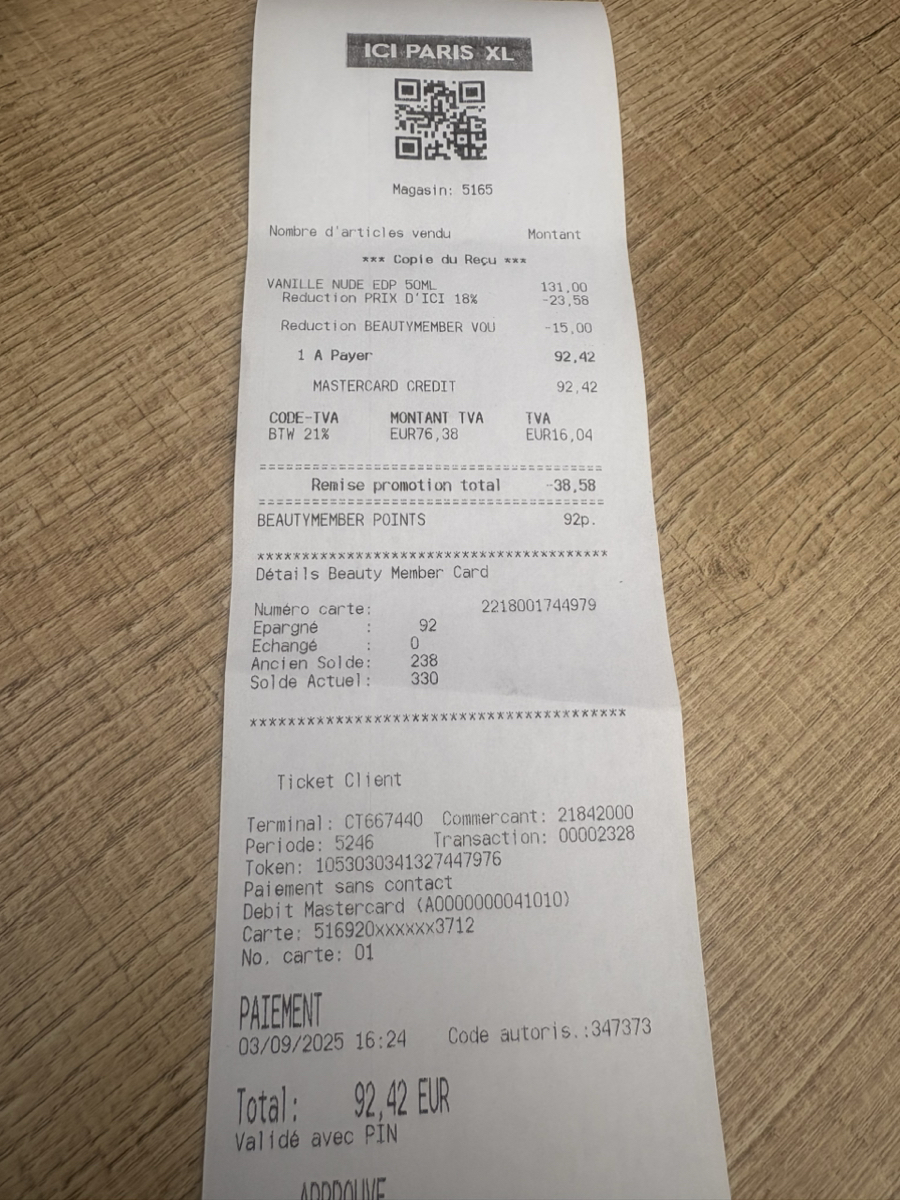 ICI PARIS XL
Magasin: 5165
Nombre d'articles vendu Montant
*** Copie du Reçu ***
VANILLE NUDE EDP 50ML 131,00
Reduction PRIX D'ICI 18% -23,58
Reduction BEAUTYMEMBER VOU -15,00
1 A Payer 92,42
MASTERCARD CREDIT 92,42
CODE-TVA MONTANT TVA TVA
BTW 21% EUR76,38 EUR16,04
============================================
Remise promotion total -38,58
============================================
BEAUTYMEMBER POINTS 92p.
******************************************
Détails Beauty Member Card
Numéro carte: 2218001744979
Epargné : 92
Echangé : 0
Ancien Solde: 238
Solde Actuel: 330
******************************************
Ticket Client
Terminal: CT667440 Commercant: 21842000
Periode: 5246 Transaction: 00002328
Token: 1053030341327447976
Paiement sans contact
Debit Mastercard (A0000000041010)
Carte: 516920xxxxxx3712
No. carte: 01
PAIEMENT
03/09/2025 16:24 Code autoris.:347373
Total: 92,42 EUR
Validé avec PIN
APPROUVE